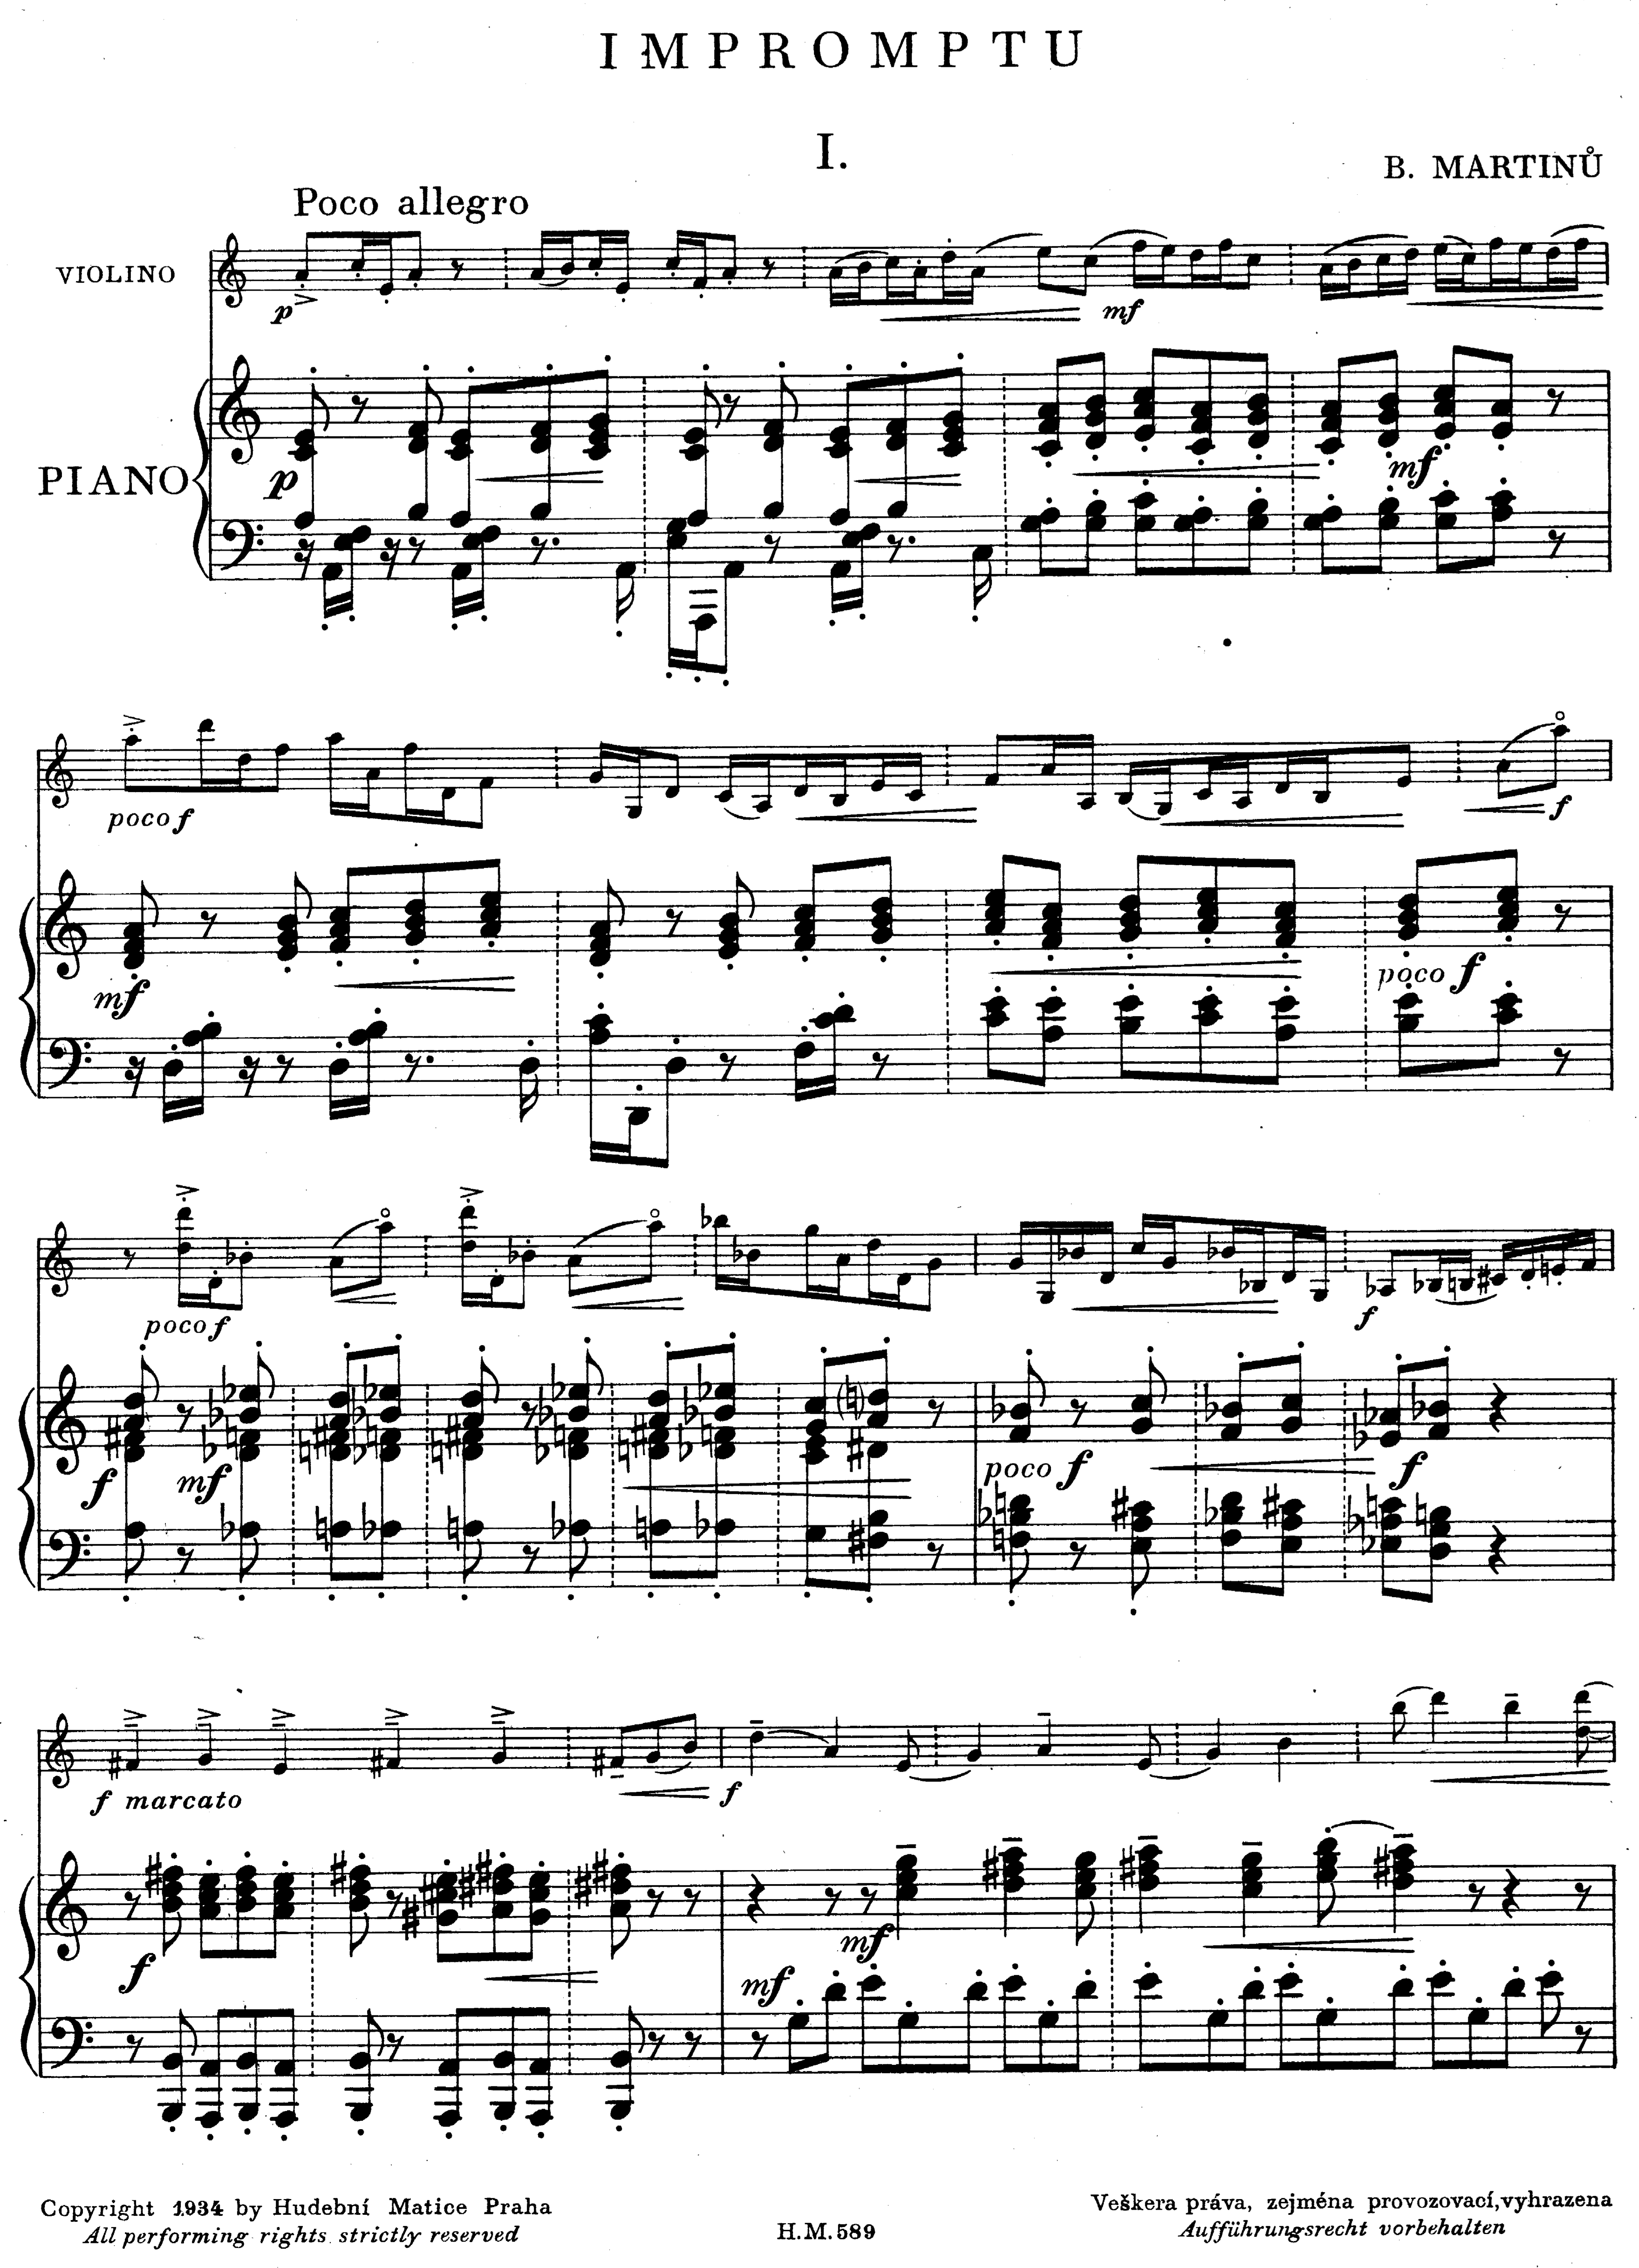 IMPROMPTU
I.
B. MARTINŮ
Poco allegro
VIOLINO
p
mf
PIANO
p
mf
poco f
f
mf
poco f
poco f
f
f
mf
poco f
f
f marcato
f
f
mf
mf
Copyright 1934 by Hudební Matice Praha
All performing rights strictly reserved
H.M. 589
Veškera práva, zejména provozovací, vyhrazena
Aufführungsrecht vorbehalten